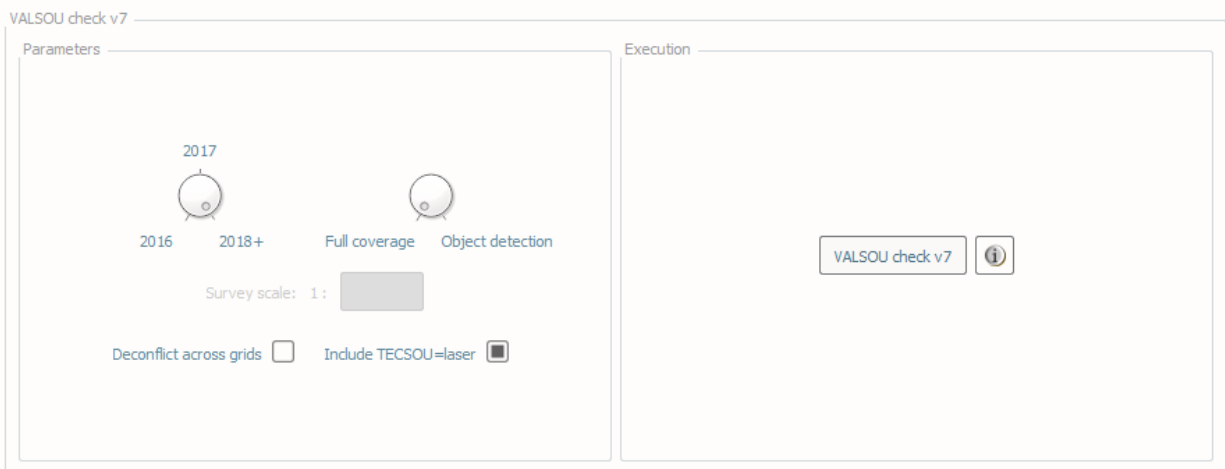 VALSOU check v7
Parameters
Execution
2017
2016
2018+
Full coverage
Object detection
Survey scale: 1 :
Deconflict across grids
Include TECSOU=laser
VALSOU check v7
i